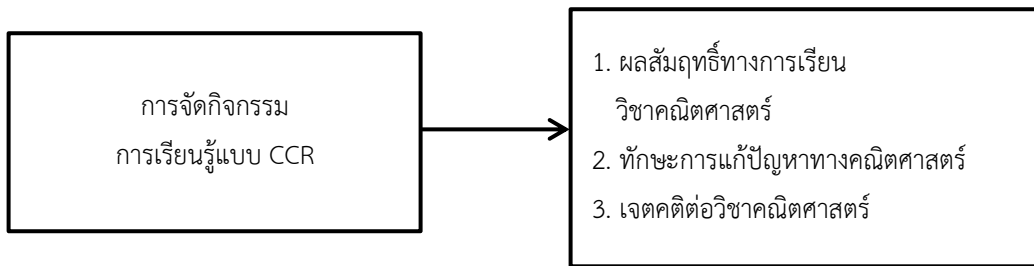 การจัดกิจกรรม
การเรียนรู้แบบ CCR
1. ผลสัมฤทธิ์ทางการเรียน
วิชาคณิตศาสตร์
2. ทักษะการแก้ปัญหาทางคณิตศาสตร์
3. เจตคติต่อวิชาคณิตศาสตร์